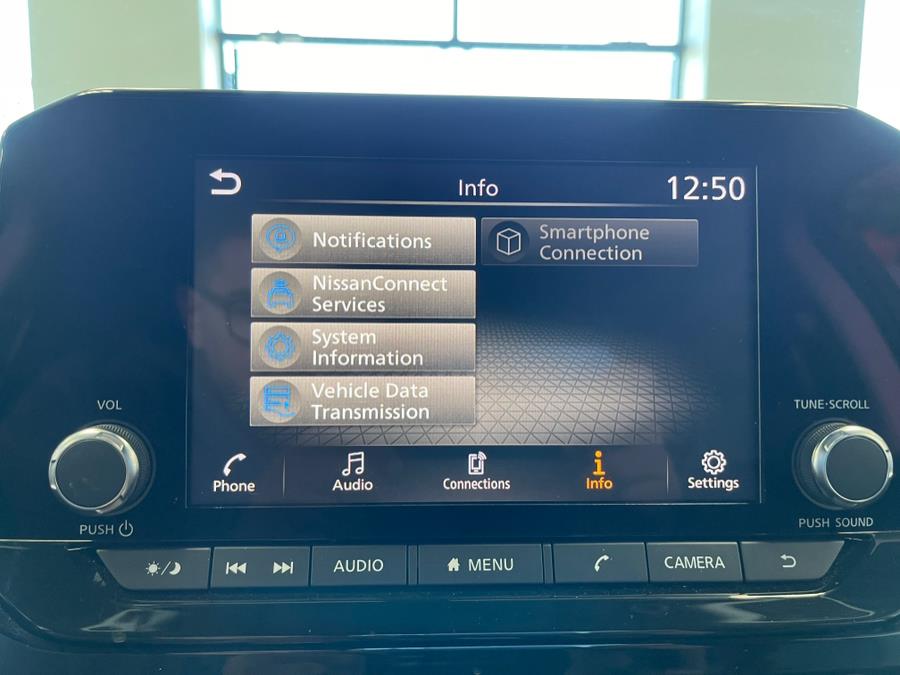 Info
12:50
Notifications
Smartphone
Connection
NissanConnect
Services
System
Information
Vehicle Data
Transmission
VOL
TUNE·SCROLL
Phone
Audio
Connections
Info
Settings
PUSH
PUSH SOUND
AUDIO
MENU
CAMERA